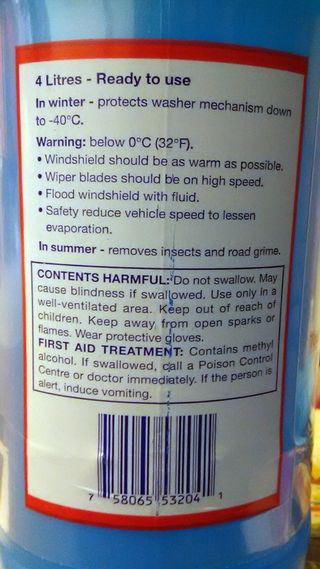 4 Litres - Ready to use
In winter - protects washer mechanism down
to -40°C.
Warning: below 0°C (32°F).
• Windshield should be as warm as possible.
• Wiper blades should be on high speed.
• Flood windshield with fluid.
• Safety reduce vehicle speed to lessen
evaporation.
In summer - removes insects and road grime.
CONTENTS HARMFUL: Do not swallow. May
cause blindness if swallowed. Use only in a
well-ventilated area. Keep out of reach of
children. Keep away from open sparks or
flames. Wear protective gloves.
FIRST AID TREATMENT: Contains methyl
alcohol. If swallowed, call a Poison Control
Centre or doctor immediately. If the person is
alert, induce vomiting.
7 58065 53204 1